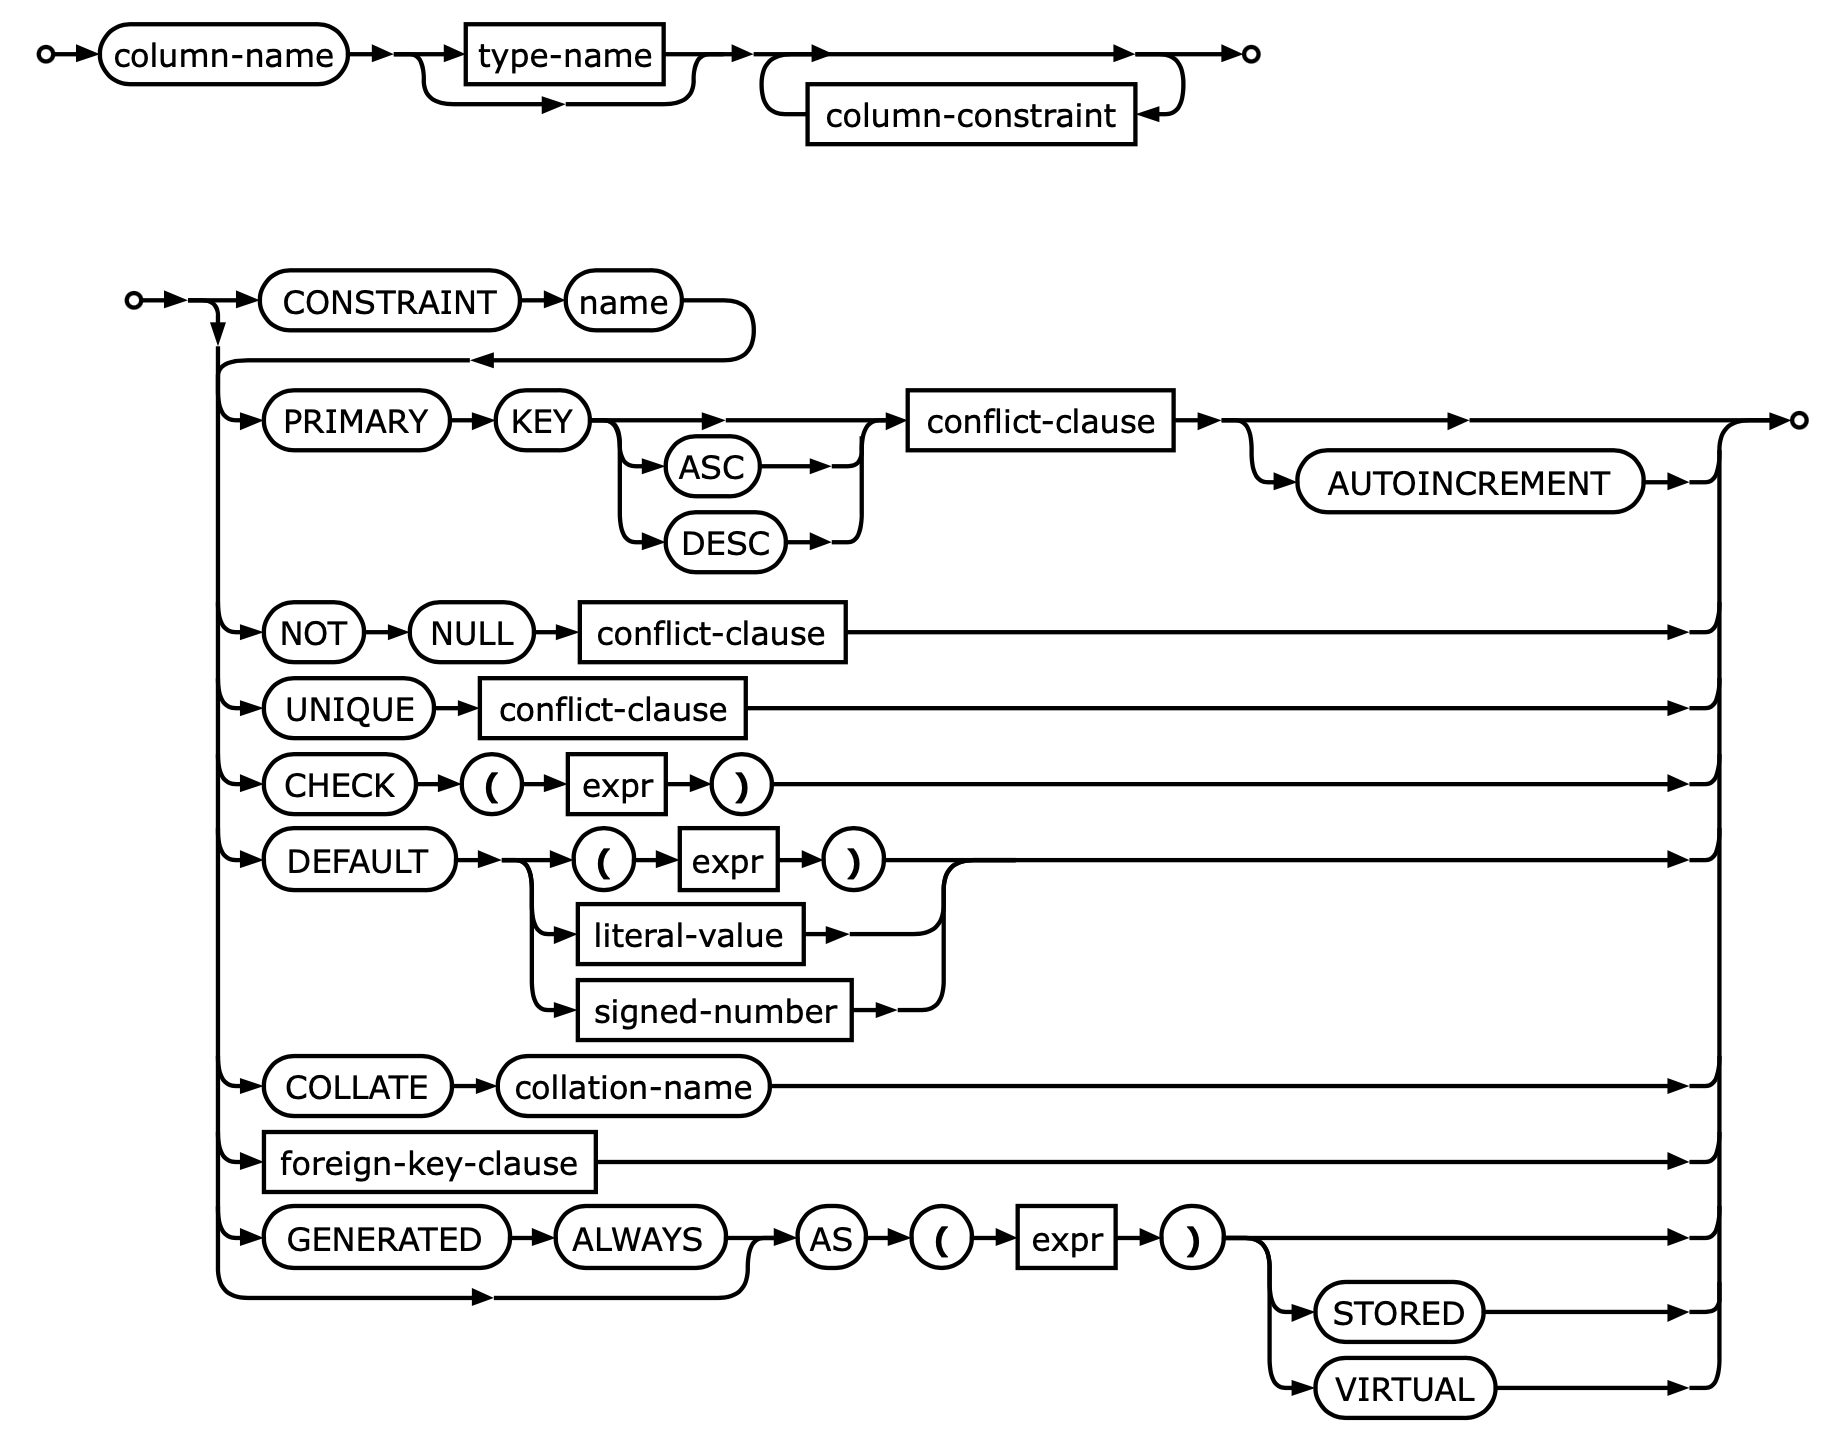 column-name type-name
column-constraint
CONSTRAINT name
PRIMARY KEY conflict-clause
ASC
AUTOINCREMENT
DESC
NOT NULL conflict-clause
UNIQUE conflict-clause
CHECK ( expr )
DEFAULT ( expr )
literal-value
signed-number
COLLATE collation-name
foreign-key-clause
GENERATED ALWAYS AS ( expr )
STORED
VIRTUAL